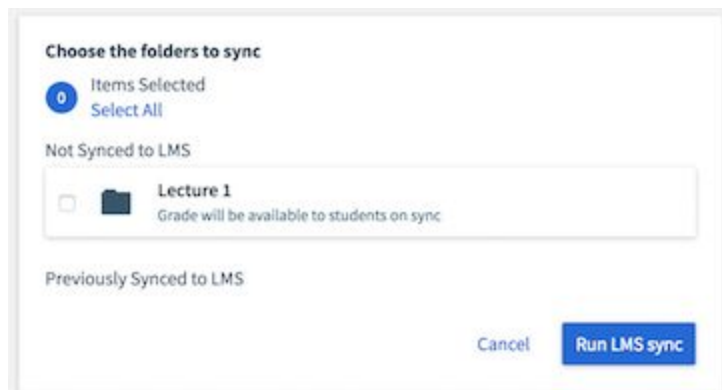 Choose the folders to sync
0
Items Selected
Select All
Not Synced to LMS
Lecture 1
Grade will be available to students on sync
Previously Synced to LMS
Cancel
Run LMS sync